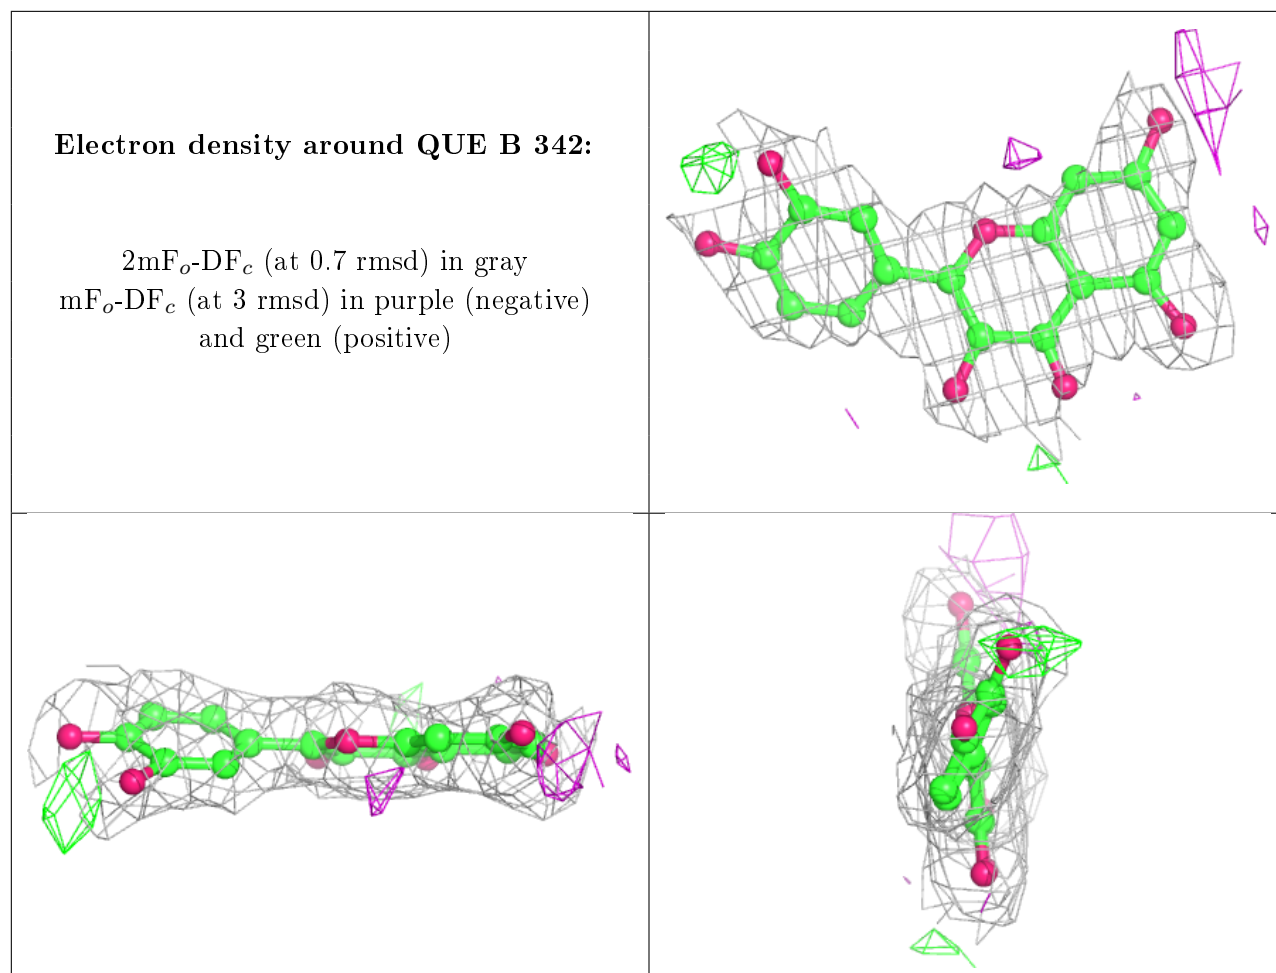 Electron density around QUE B 342:
2mFo-DFc (at 0.7 rmsd) in gray
mFo-DFc (at 3 rmsd) in purple (negative)
and green (positive)